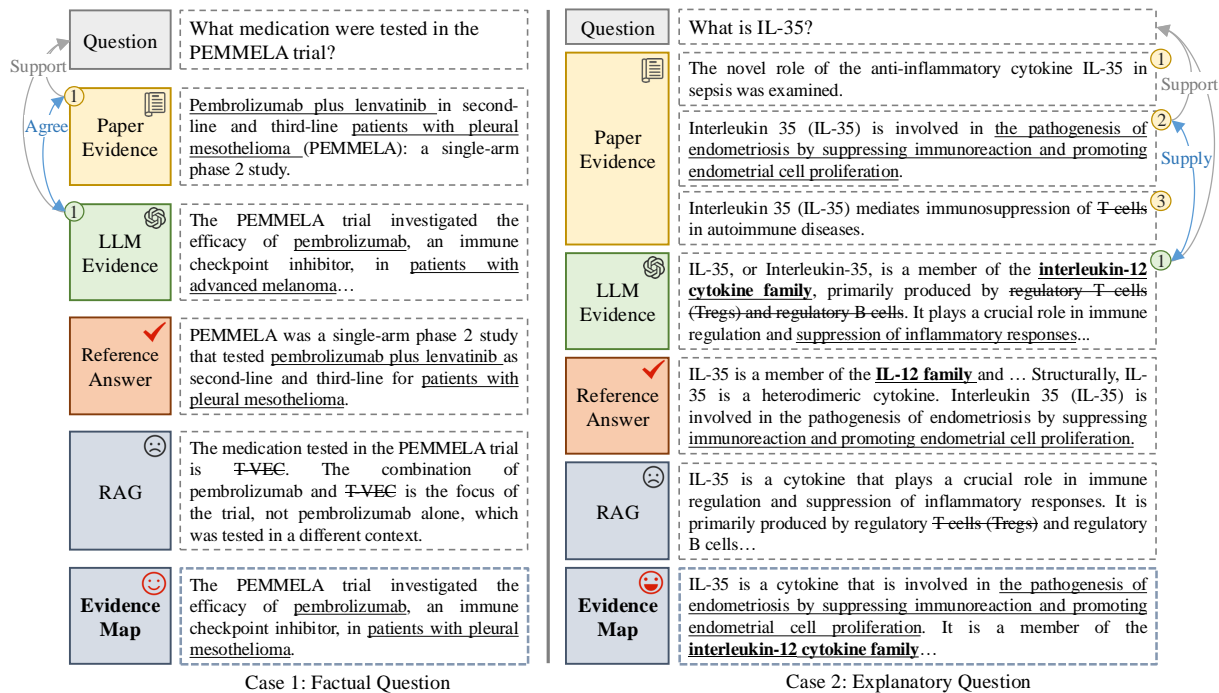 Question
What medication were tested in the
PEMMELA trial?
Support
Agree
1
Paper
Evidence
Pembrolizumab plus lenvatinib in second-
line and third-line patients with pleural
mesothelioma (PEMMELA): a single-arm
phase 2 study.
1
LLM
Evidence
The PEMMELA trial investigated the
efficacy of pembrolizumab, an immune
checkpoint inhibitor, in patients with
advanced melanoma…
Reference
Answer
PEMMELA was a single-arm phase 2 study
that tested pembrolizumab plus lenvatinib as
second-line and third-line for patients with
pleural mesothelioma.
RAG
The medication tested in the PEMMELA trial
is T-VEC. The combination of
pembrolizumab and T-VEC is the focus of
the trial, not pembrolizumab alone, which
was tested in a different context.
Evidence
Map
The PEMMELA trial investigated the
efficacy of pembrolizumab, an immune
checkpoint inhibitor, in patients with pleural
mesothelioma.
Case 1: Factual Question
Question
What is IL-35?
Paper
Evidence
1
The novel role of the anti-inflammatory cytokine IL-35 in
sepsis was examined.
Support
2
Interleukin 35 (IL-35) is involved in the pathogenesis of
endometriosis by suppressing immunoreaction and promoting
endometrial cell proliferation.
Supply
3
Interleukin 35 (IL-35) mediates immunosuppression of T cells
in autoimmune diseases.
LLM
Evidence
1
IL-35, or Interleukin-35, is a member of the interleukin-12
cytokine family, primarily produced by regulatory T cells
(Tregs) and regulatory B cells. It plays a crucial role in immune
regulation and suppression of inflammatory responses...
Reference
Answer
IL-35 is a member of the IL-12 family and … Structurally, IL-
35 is a heterodimeric cytokine. Interleukin 35 (IL-35) is
involved in the pathogenesis of endometriosis by suppressing
immunoreaction and promoting endometrial cell proliferation.
RAG
IL-35 is a cytokine that plays a crucial role in immune
regulation and suppression of inflammatory responses. It is
primarily produced by regulatory T cells (Tregs) and regulatory
B cells…
Evidence
Map
IL-35 is a cytokine that is involved in the pathogenesis of
endometriosis by suppressing immunoreaction and promoting
endometrial cell proliferation. It is a member of the
interleukin-12 cytokine family…
Case 2: Explanatory Question